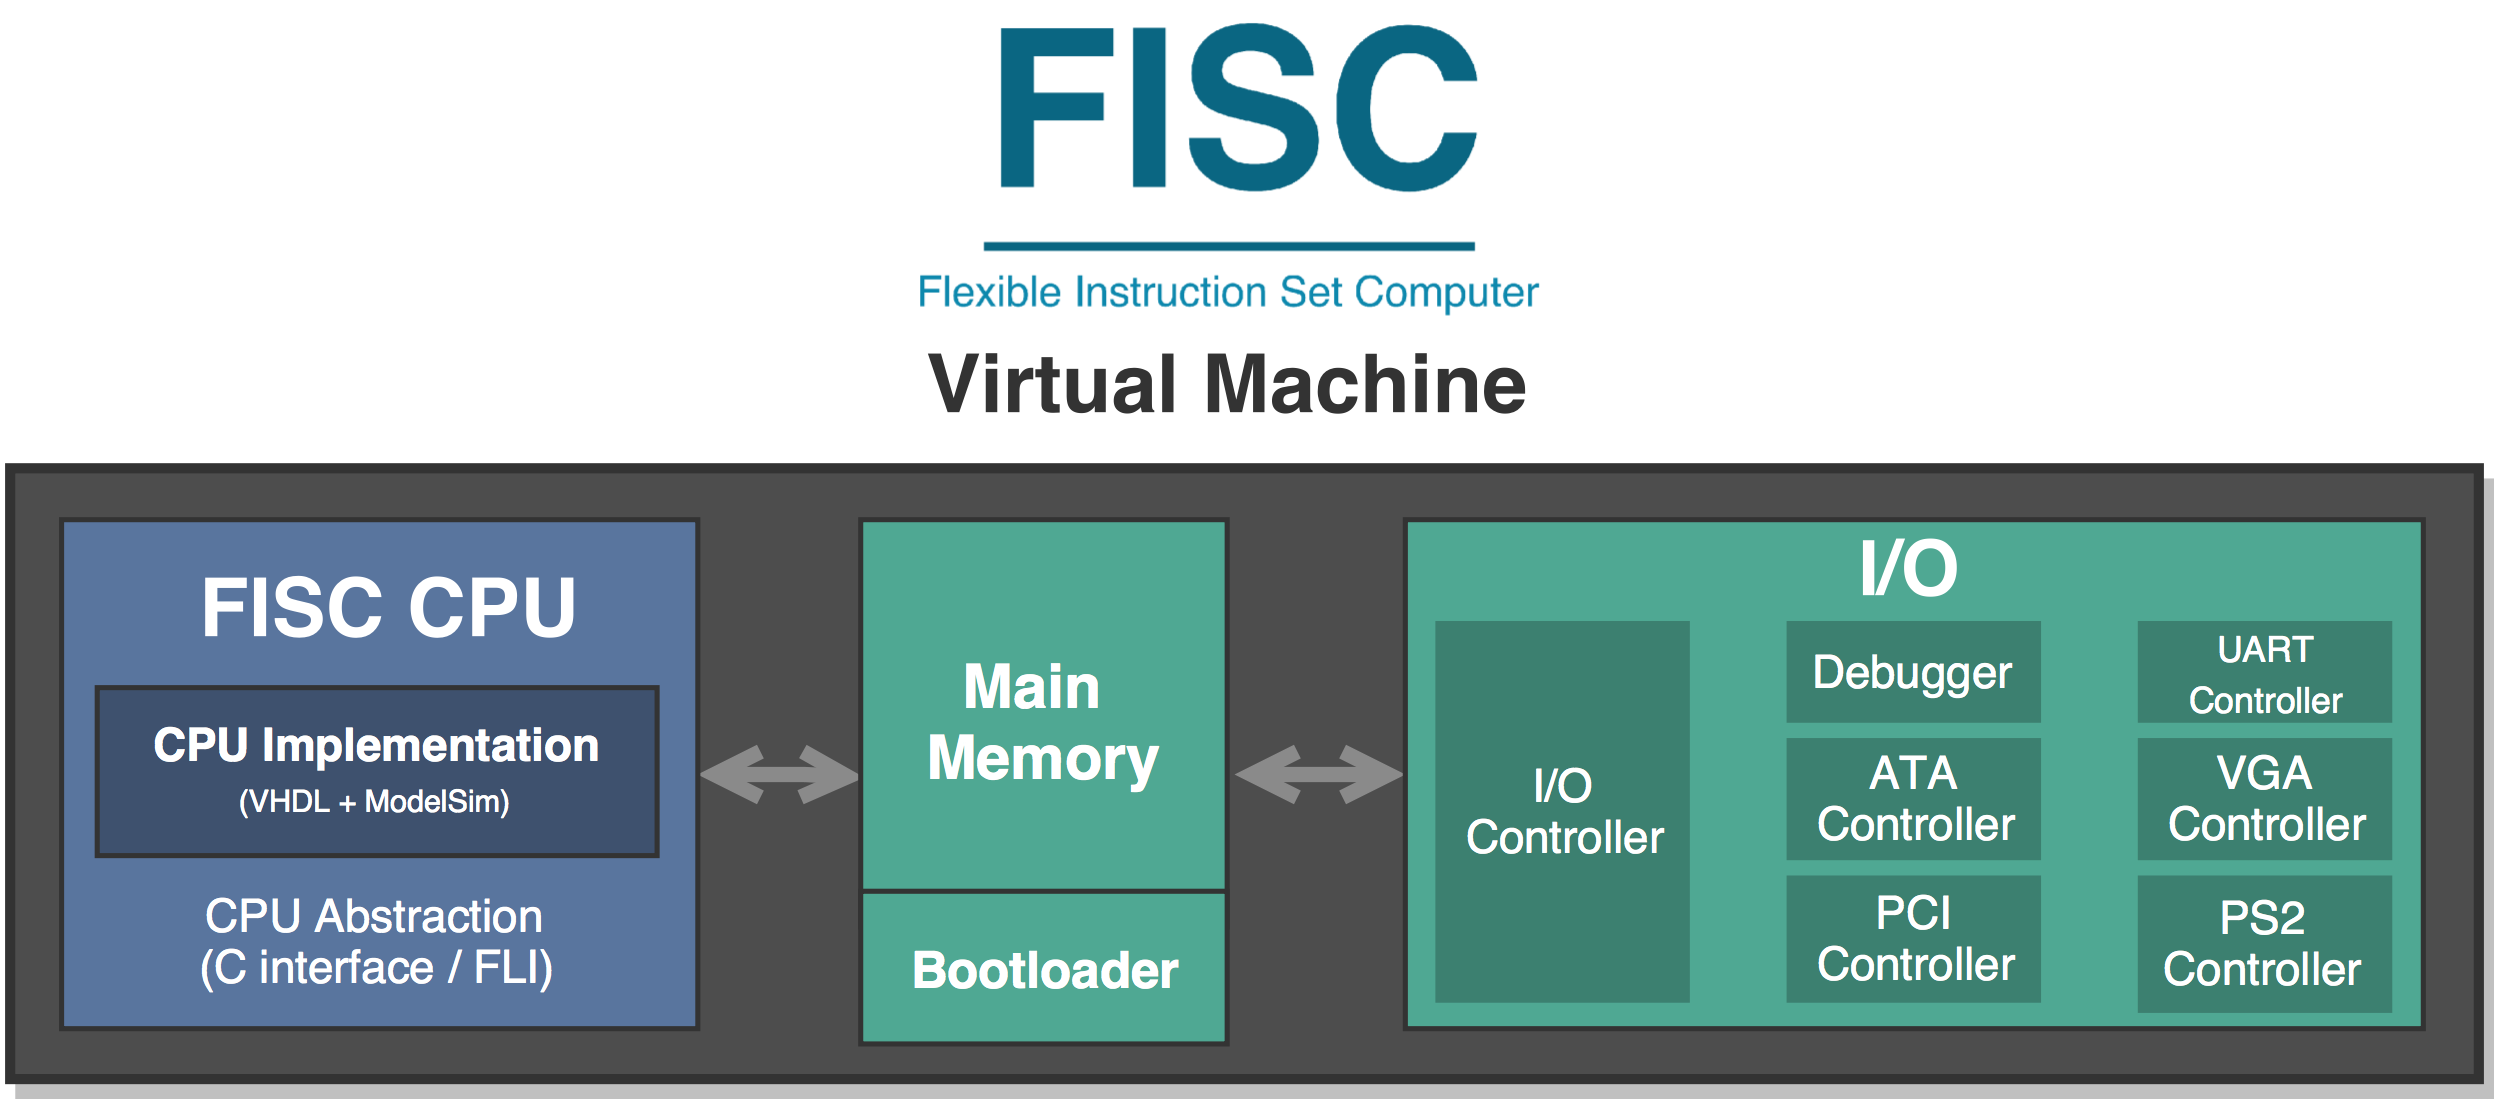 FISC
Flexible Instruction Set Computer
Virtual Machine
FISC CPU
CPU Implementation
(VHDL + ModelSim)
CPU Abstraction
(C interface / FLI)
Main
Memory
Bootloader
I/O
I/O
Controller
Debugger
ATA
Controller
PCI
Controller
UART
Controller
VGA
Controller
PS2
Controller